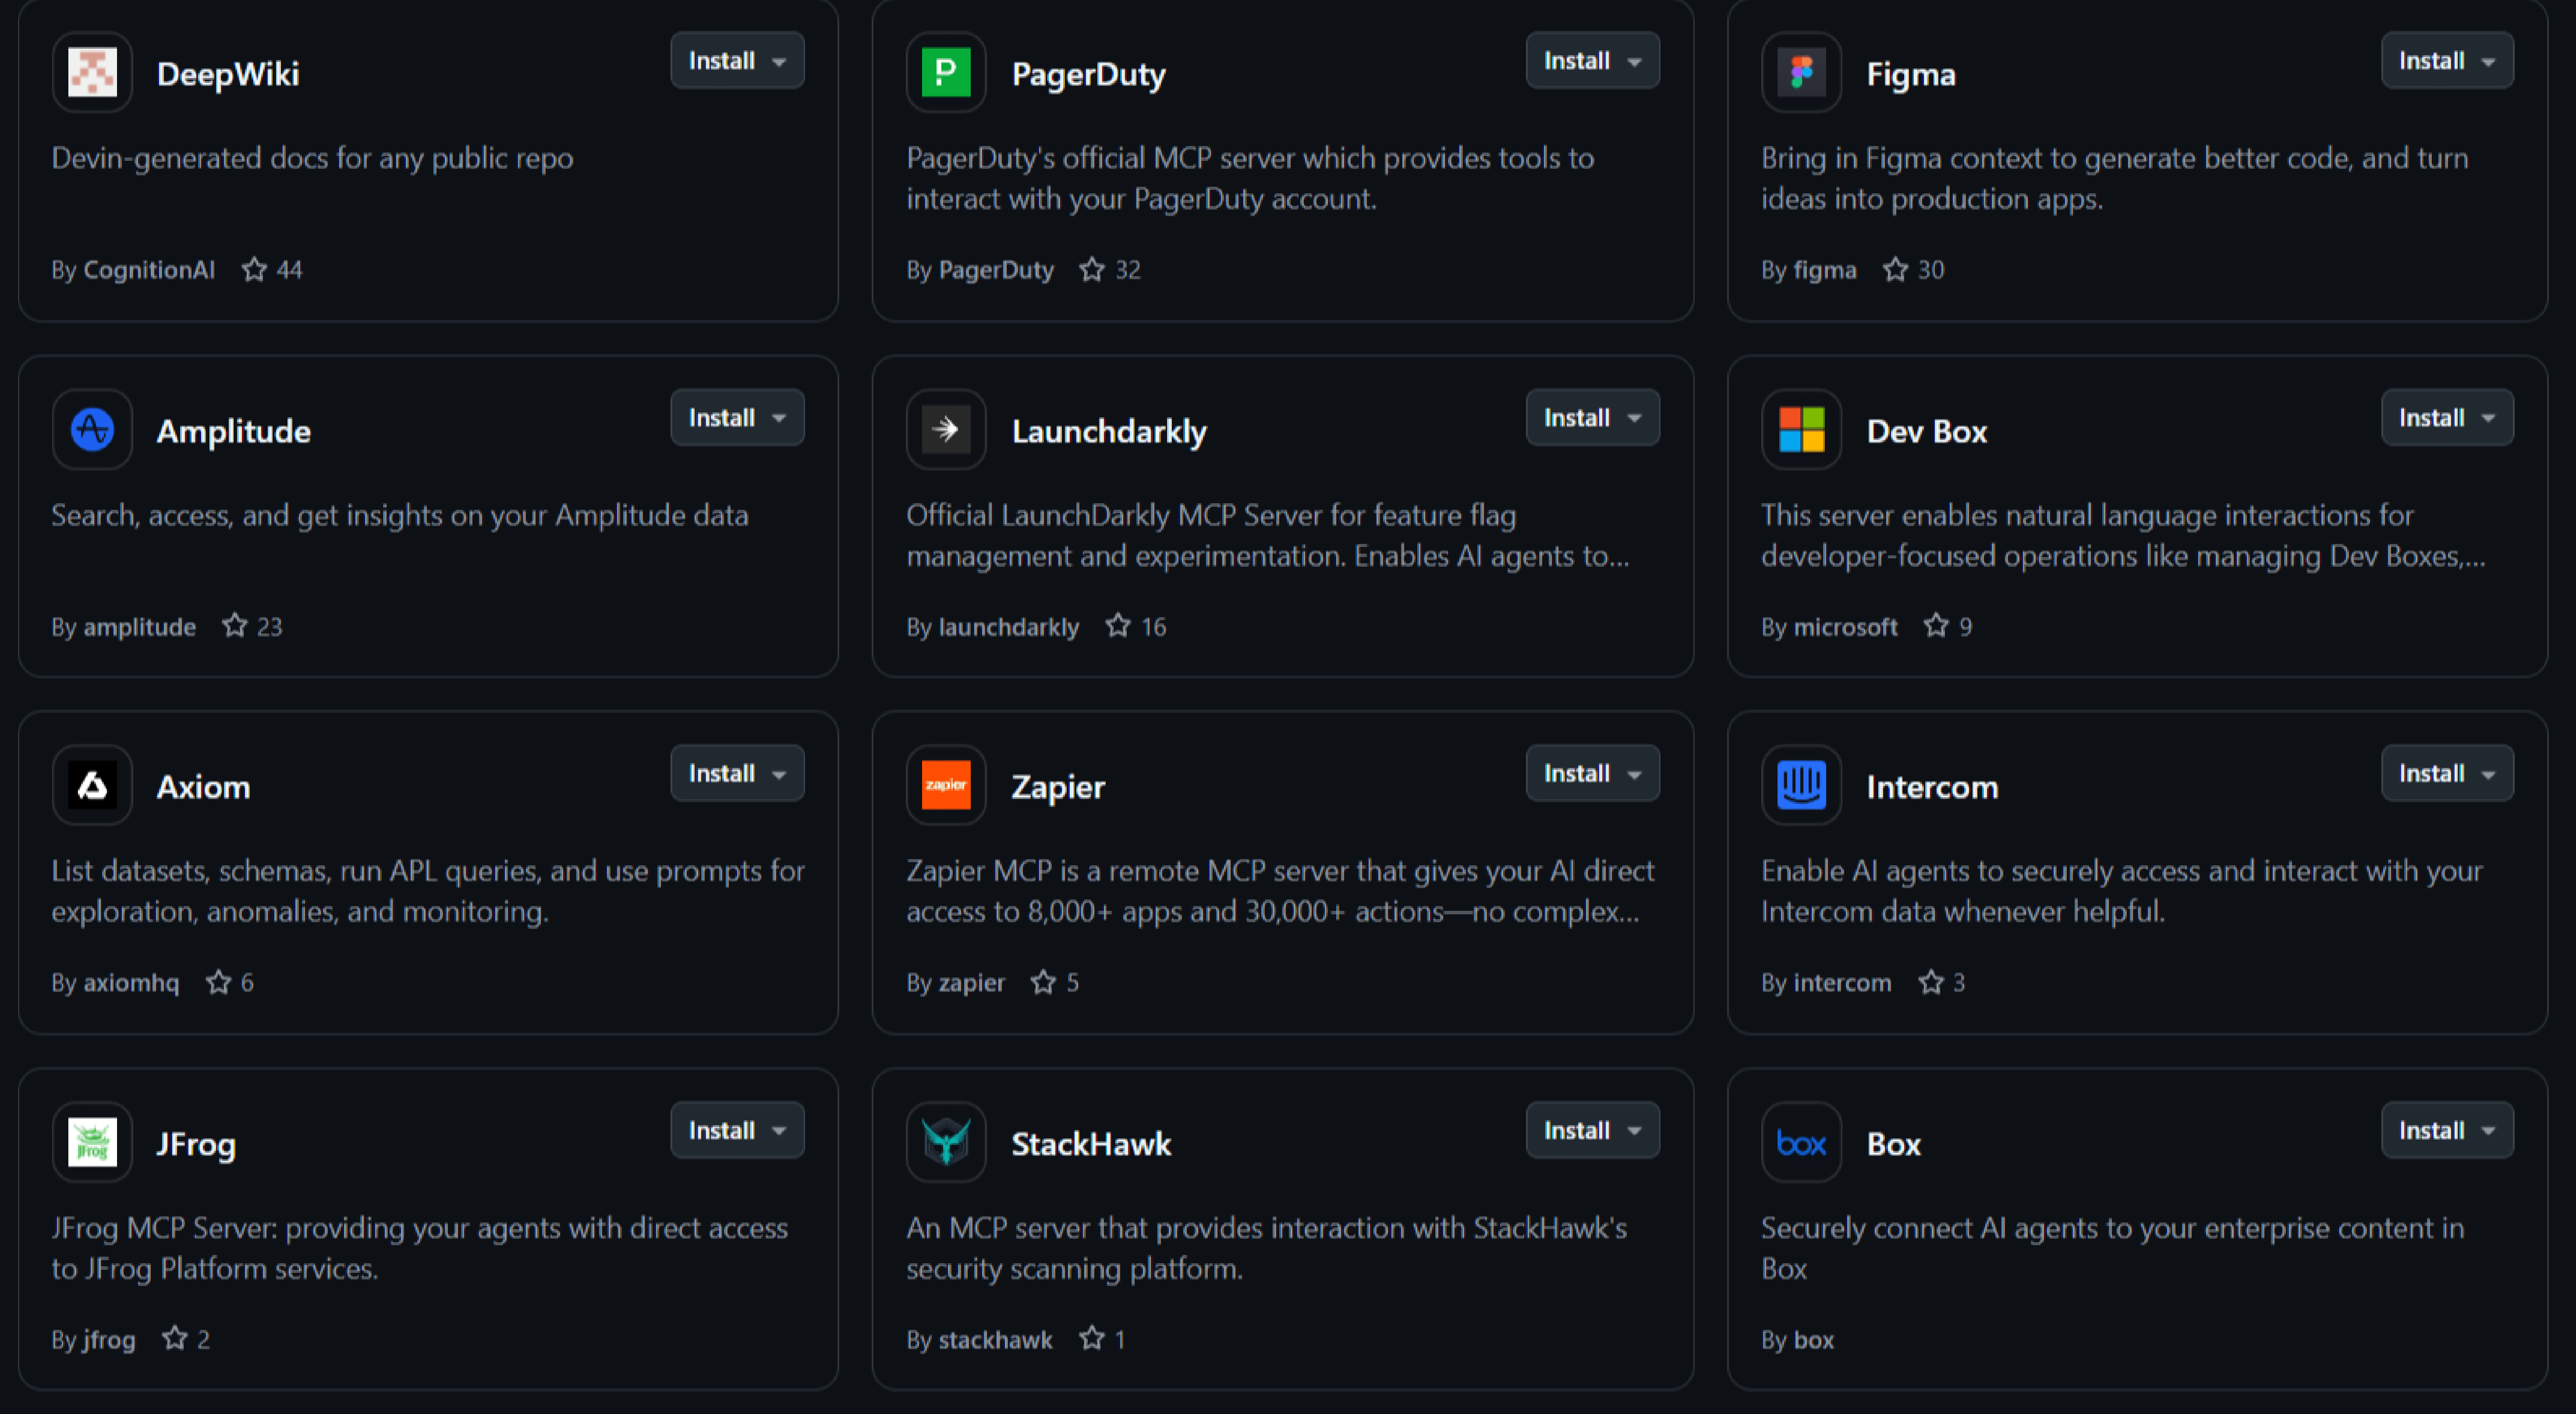 DeepWiki
Install
Devin-generated docs for any public repo
By CognitionAI 44
PagerDuty
Install
PagerDuty's official MCP server which provides tools to
interact with your PagerDuty account.
By PagerDuty 32
Figma
Install
Bring in Figma context to generate better code, and turn
ideas into production apps.
By figma 30
Amplitude
Install
Search, access, and get insights on your Amplitude data
By amplitude 23
Launchdarkly
Install
Official LaunchDarkly MCP Server for feature flag
management and experimentation. Enables AI agents to...
By launchdarkly 16
Dev Box
Install
This server enables natural language interactions for
developer-focused operations like managing Dev Boxes,...
By microsoft 9
Axiom
Install
List datasets, schemas, run APL queries, and use prompts for
exploration, anomalies, and monitoring.
By axiomhq 6
zapier
Zapier
Install
Zapier MCP is a remote MCP server that gives your AI direct
access to 8,000+ apps and 30,000+ actions—no complex...
By zapier 5
Intercom
Install
Enable AI agents to securely access and interact with your
Intercom data whenever helpful.
By intercom 3
JFrog
JFrog
Install
JFrog MCP Server: providing your agents with direct access
to JFrog Platform services.
By jfrog 2
StackHawk
Install
An MCP server that provides interaction with StackHawk's
security scanning platform.
By stackhawk 1
box
Box
Install
Securely connect AI agents to your enterprise content in
Box
By box